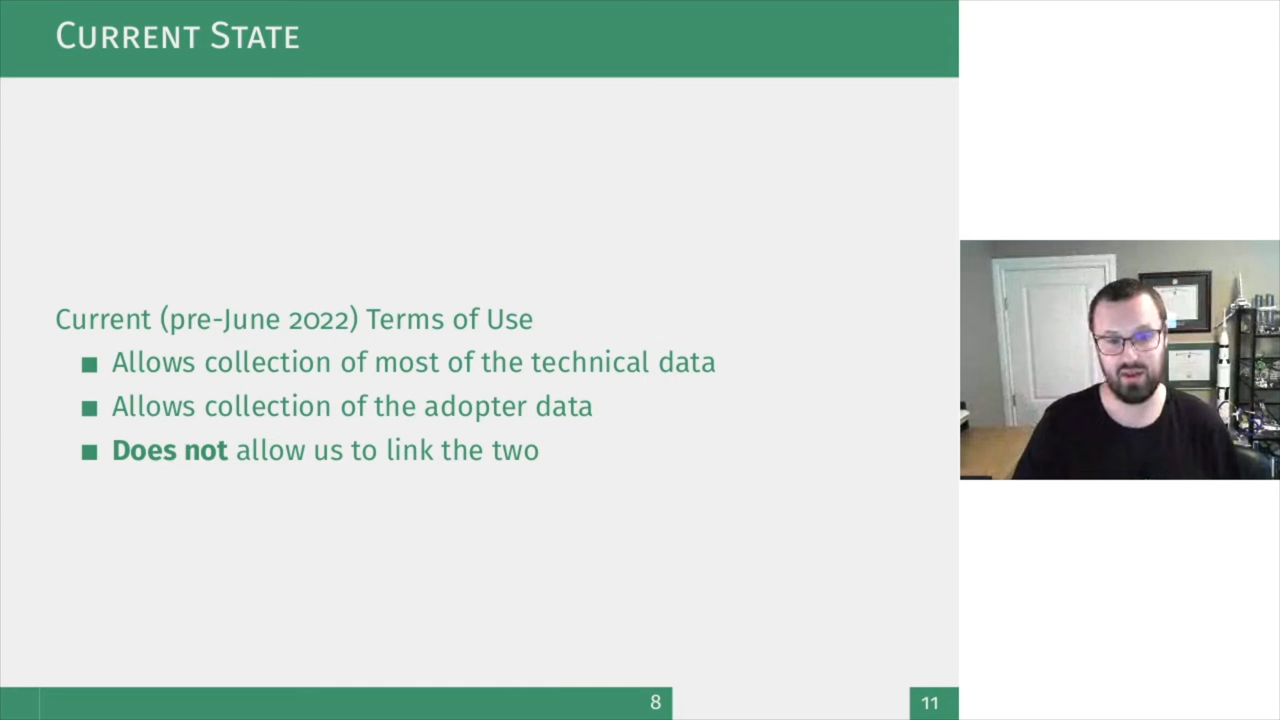 Current State
Current (pre-June 2022) Terms of Use
Allows collection of most of the technical data
Allows collection of the adopter data
Does not allow us to link the two
8
11